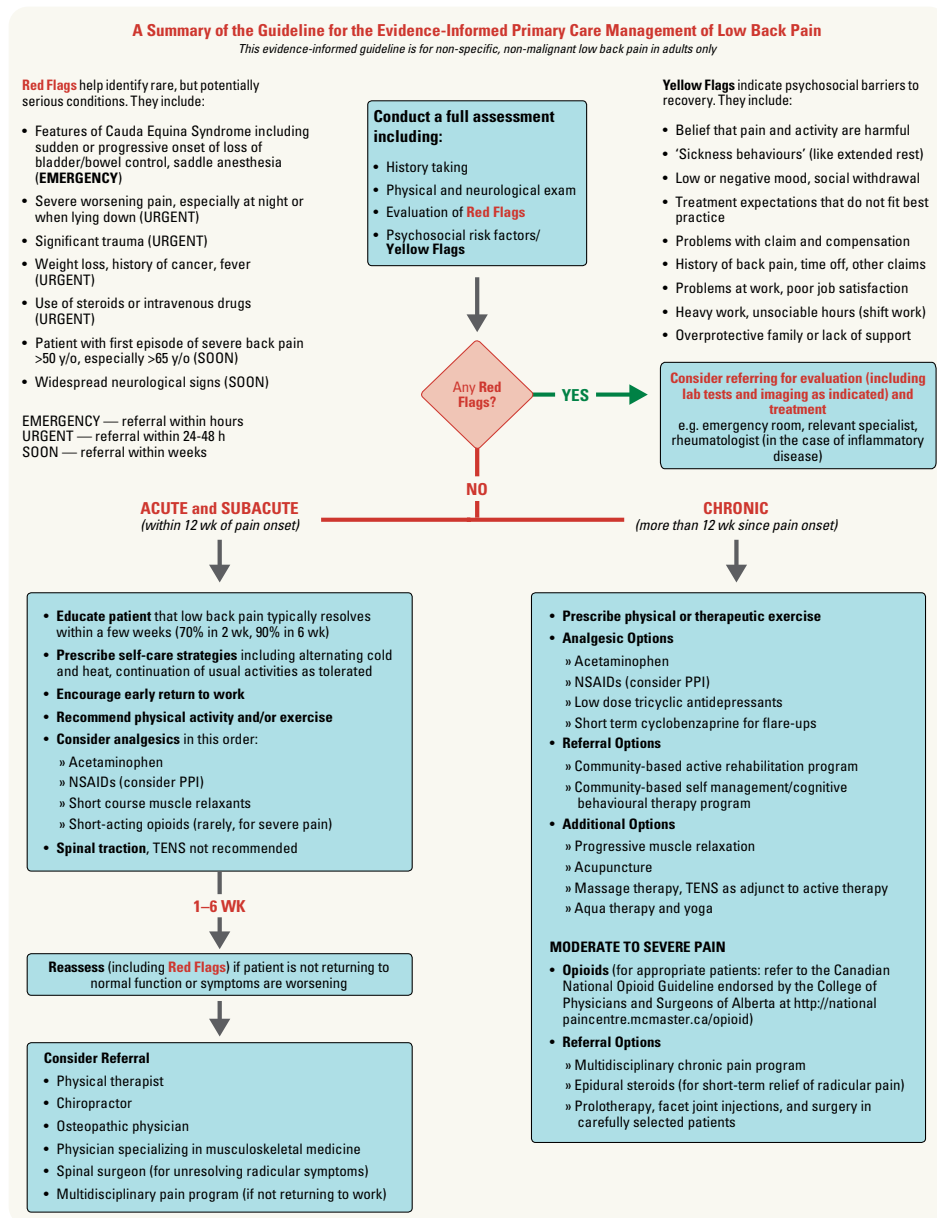 A Summary of the Guideline for the Evidence-Informed Primary Care Management of Low Back Pain
This evidence-informed guideline is for non-specific, non-malignant low back pain in adults only
Red Flags help identify rare, but potentially
serious conditions. They include:
• Features of Cauda Equina Syndrome including
sudden or progressive onset of loss of
bladder/bowel control, saddle anesthesia
(EMERGENCY)
• Severe worsening pain, especially at night or
when lying down (URGENT)
• Significant trauma (URGENT)
• Weight loss, history of cancer, fever
(URGENT)
• Use of steroids or intravenous drugs
(URGENT)
• Patient with first episode of severe back pain
>50 y/o, especially >65 y/o (SOON)
• Widespread neurological signs (SOON)
EMERGENCY — referral within hours
URGENT — referral within 24-48 h
SOON — referral within weeks
Conduct a full assessment
including:
• History taking
• Physical and neurological exam
• Evaluation of Red Flags
• Psychosocial risk factors/
Yellow Flags
Yellow Flags indicate psychosocial barriers to
recovery. They include:
• Belief that pain and activity are harmful
• ‘Sickness behaviours’ (like extended rest)
• Low or negative mood, social withdrawal
• Treatment expectations that do not fit best
practice
• Problems with claim and compensation
• History of back pain, time off, other claims
• Problems at work, poor job satisfaction
• Heavy work, unsociable hours (shift work)
• Overprotective family or lack of support
Any Red
Flags?
YES
Consider referring for evaluation (including
lab tests and imaging as indicated) and
treatment
e.g. emergency room, relevant specialist,
rheumatologist (in the case of inflammatory
disease)
NO
ACUTE and SUBACUTE
(within 12 wk of pain onset)
• Educate patient that low back pain typically resolves
within a few weeks (70% in 2 wk, 90% in 6 wk)
• Prescribe self-care strategies including alternating cold
and heat, continuation of usual activities as tolerated
• Encourage early return to work
• Recommend physical activity and/or exercise
• Consider analgesics in this order:
» Acetaminophen
» NSAIDs (consider PPI)
» Short course muscle relaxants
» Short-acting opioids (rarely, for severe pain)
• Spinal traction, TENS not recommended
1–6 WK
Reassess (including Red Flags) if patient is not returning to
normal function or symptoms are worsening
Consider Referral
• Physical therapist
• Chiropractor
• Osteopathic physician
• Physician specializing in musculoskeletal medicine
• Spinal surgeon (for unresolving radicular symptoms)
• Multidisciplinary pain program (if not returning to work)
CHRONIC
(more than 12 wk since pain onset)
• Prescribe physical or therapeutic exercise
• Analgesic Options
» Acetaminophen
» NSAIDs (consider PPI)
» Low dose tricyclic antidepressants
» Short term cyclobenzaprine for flare-ups
• Referral Options
» Community-based active rehabilitation program
» Community-based self management/cognitive
behavioural therapy program
• Additional Options
» Progressive muscle relaxation
» Acupuncture
» Massage therapy, TENS as adjunct to active therapy
» Aqua therapy and yoga
MODERATE TO SEVERE PAIN
• Opioids (for appropriate patients: refer to the Canadian
National Opioid Guideline endorsed by the College of
Physicians and Surgeons of Alberta at http://national
paincentre.mcmaster.ca/opioid)
• Referral Options
» Multidisciplinary chronic pain program
» Epidural steroids (for short-term relief of radicular pain)
» Prolotherapy, facet joint injections, and surgery in
carefully selected patients